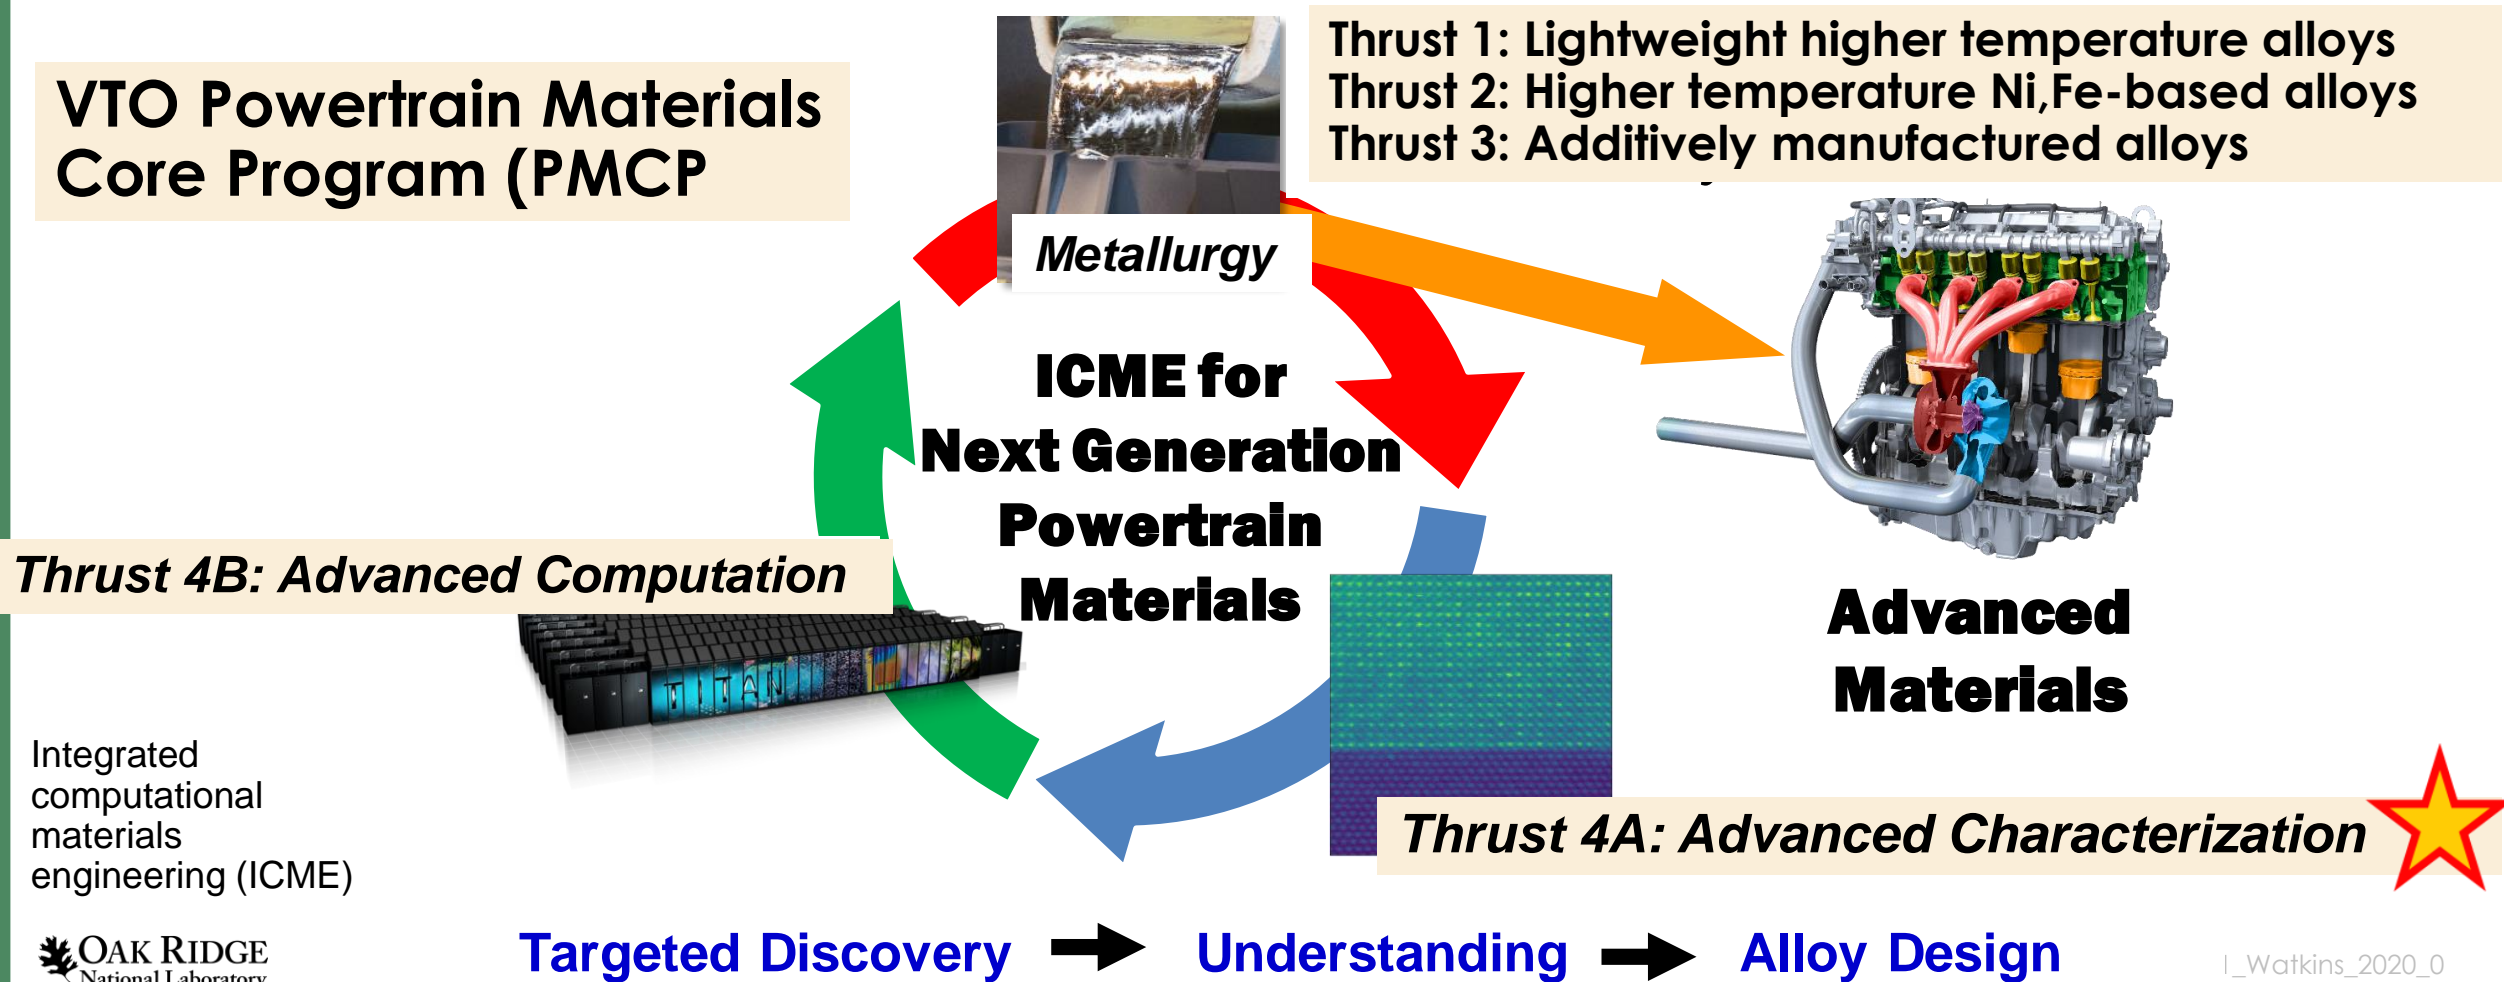 VTO Powertrain Materials
Core Program (PMCP
Thrust 1: Lightweight higher temperature alloys
Thrust 2: Higher temperature Ni,Fe-based alloys
Thrust 3: Additively manufactured alloys
Metallurgy
ICME for
Next Generation
Powertrain
Materials
Thrust 4B: Advanced Computation
TITAN
Advanced
Materials
Integrated
computational
materials
engineering (ICME)
Thrust 4A: Advanced Characterization
OAK RIDGE
National Laboratory
Targeted Discovery
Understanding
Alloy Design
_Watkins_2020_0